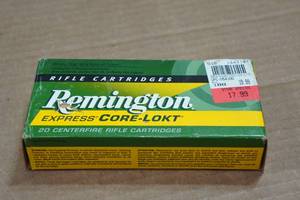 RIFLE CARTRIDGES
Remington
EXPRESS CORE-LOKT
20 CENTERFIRE RIFLE CARTRIDGES
17.99